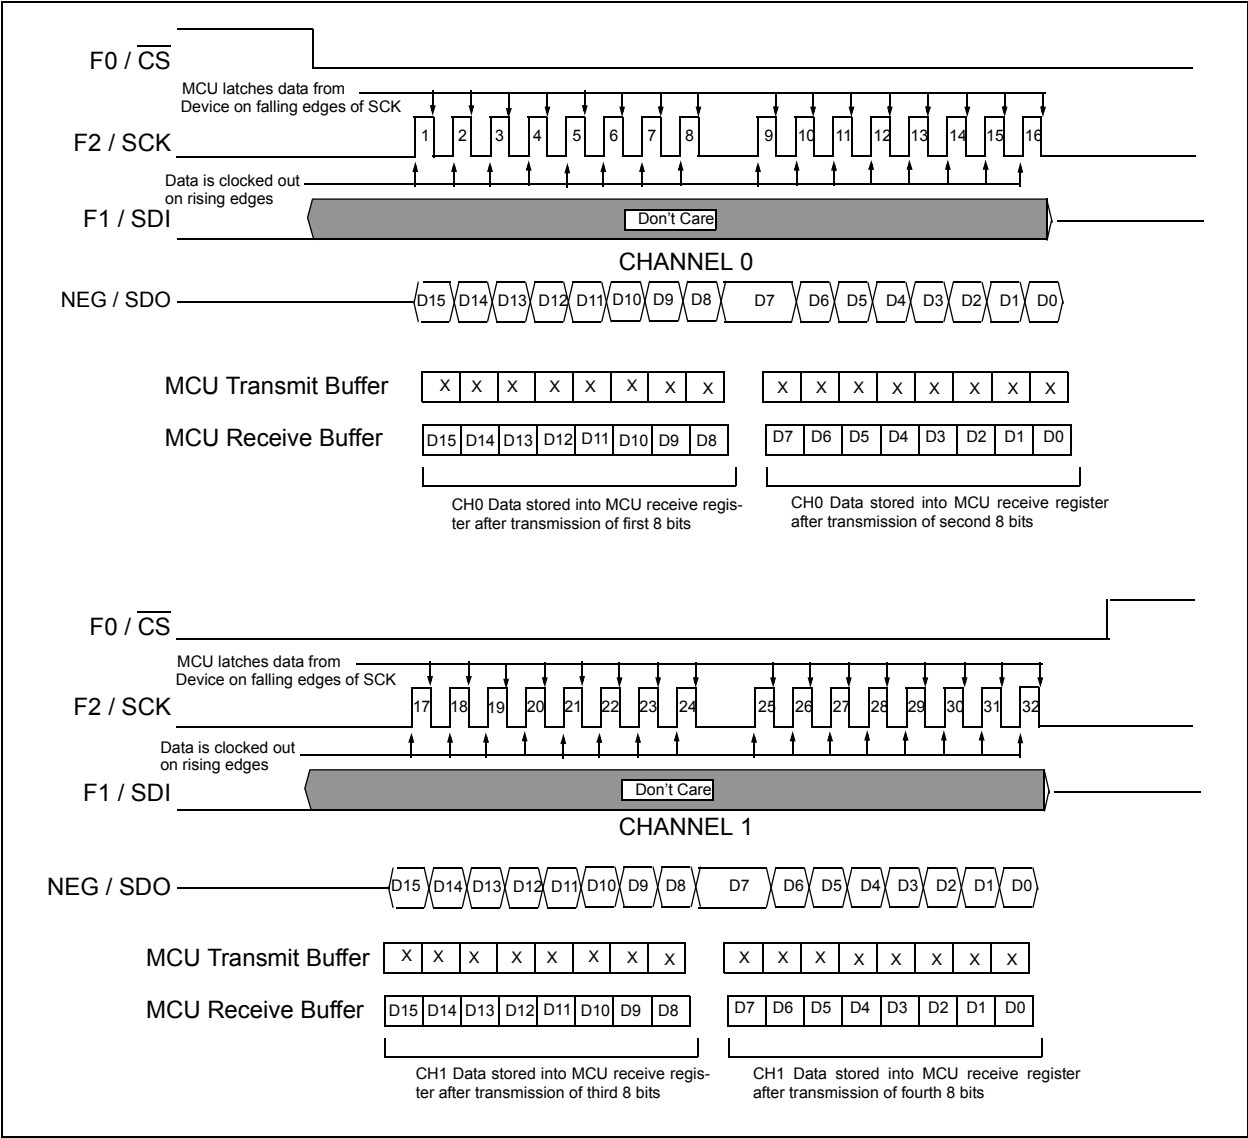 F0 / CS
MCU latches data from
Device on falling edges of SCK
F2 / SCK
1 2 3 4 5 6 7 8 9 10 11 12 13 14 15 16
Data is clocked out
on rising edges
F1 / SDI
Don't Care
CHANNEL 0
NEG / SDO
D15 D14 D13 D12 D11 D10 D9 D8 D7 D6 D5 D4 D3 D2 D1 D0
MCU Transmit Buffer
X X X X X X X X X X X X X X X X
MCU Receive Buffer
D15 D14 D13 D12 D11 D10 D9 D8 D7 D6 D5 D4 D3 D2 D1 D0
CH0 Data stored into MCU receive regis-
ter after transmission of first 8 bits
CH0 Data stored into MCU receive register
after transmission of second 8 bits
F0 / CS
MCU latches data from
Device on falling edges of SCK
F2 / SCK
17 18 19 20 21 22 23 24 25 26 27 28 29 30 31 32
Data is clocked out
on rising edges
F1 / SDI
Don't Care
CHANNEL 1
NEG / SDO
D15 D14 D13 D12 D11 D10 D9 D8 D7 D6 D5 D4 D3 D2 D1 D0
MCU Transmit Buffer
X X X X X X X X X X X X X X X X
MCU Receive Buffer
D15 D14 D13 D12 D11 D10 D9 D8 D7 D6 D5 D4 D3 D2 D1 D0
CH1 Data stored into MCU receive regis-
ter after transmission of third 8 bits
CH1 Data stored into MCU receive register
after transmission of fourth 8 bits